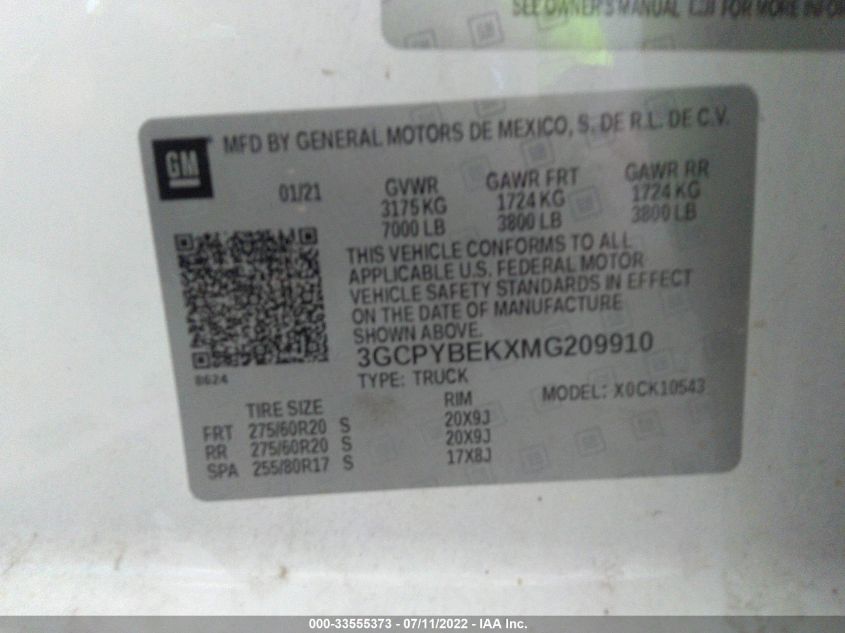 SEE OWNER'S MANUAL FOR MORE INFOR
GM
MFD BY GENERAL MOTORS DE MEXICO, S. DE R.L. DE C.V.
01/21 GVWR GAWR FRT GAWR RR
3175 KG 1724 KG 1724 KG
7000 LB 3800 LB 3800 LB
THIS VEHICLE CONFORMS TO ALL
APPLICABLE U.S. FEDERAL MOTOR
VEHICLE SAFETY STANDARDS IN EFFECT
ON THE DATE OF MANUFACTURE
SHOWN ABOVE.
3GCPYBEKXMG209910
8624
TYPE: TRUCK
MODEL: X0CK10543
TIRE SIZE RIM
FRT 275/60R20 S 20X9J
RR 275/60R20 S 20X9J
SPA 255/80R17 S 17X8J
000-33555373 - 07/11/2022 - IAA Inc.